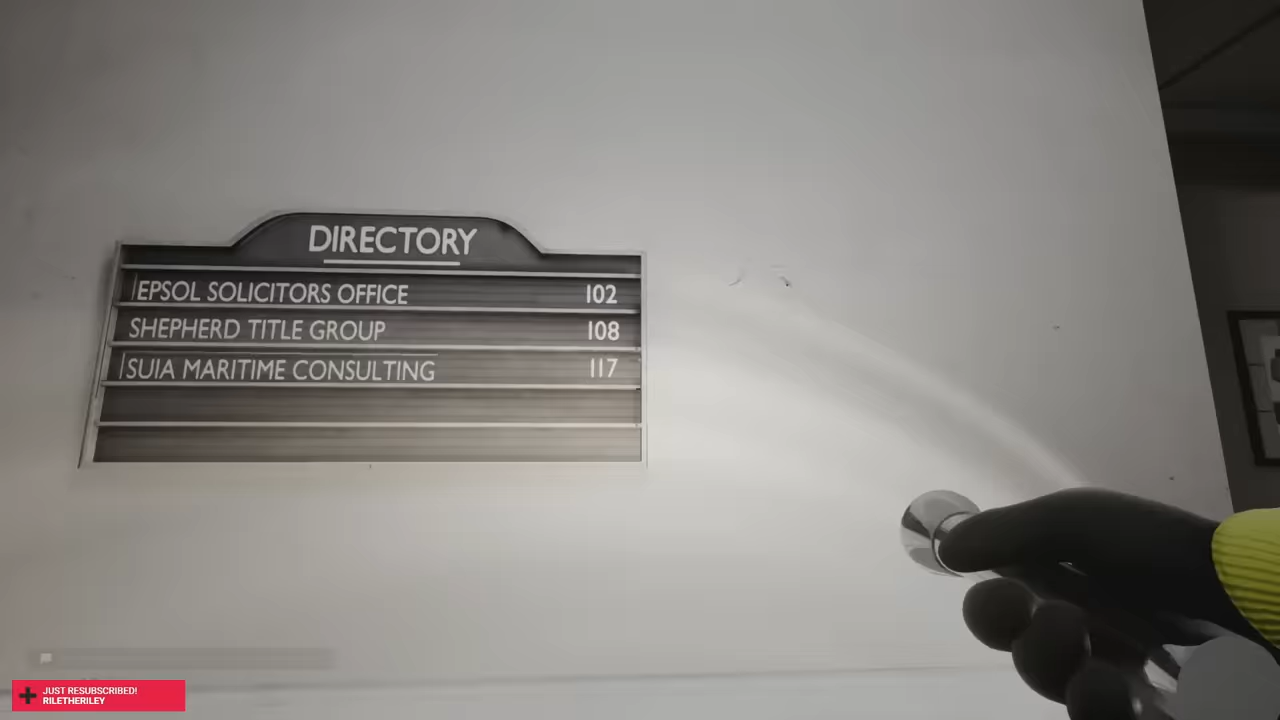 DIRECTORY
EPSOL SOLICITORS OFFICE 102
SHEPHERD TITLE GROUP 108
SUIA MARITIME CONSULTING 117
JUST RESUBSCRIBED!
RILETHERILEY